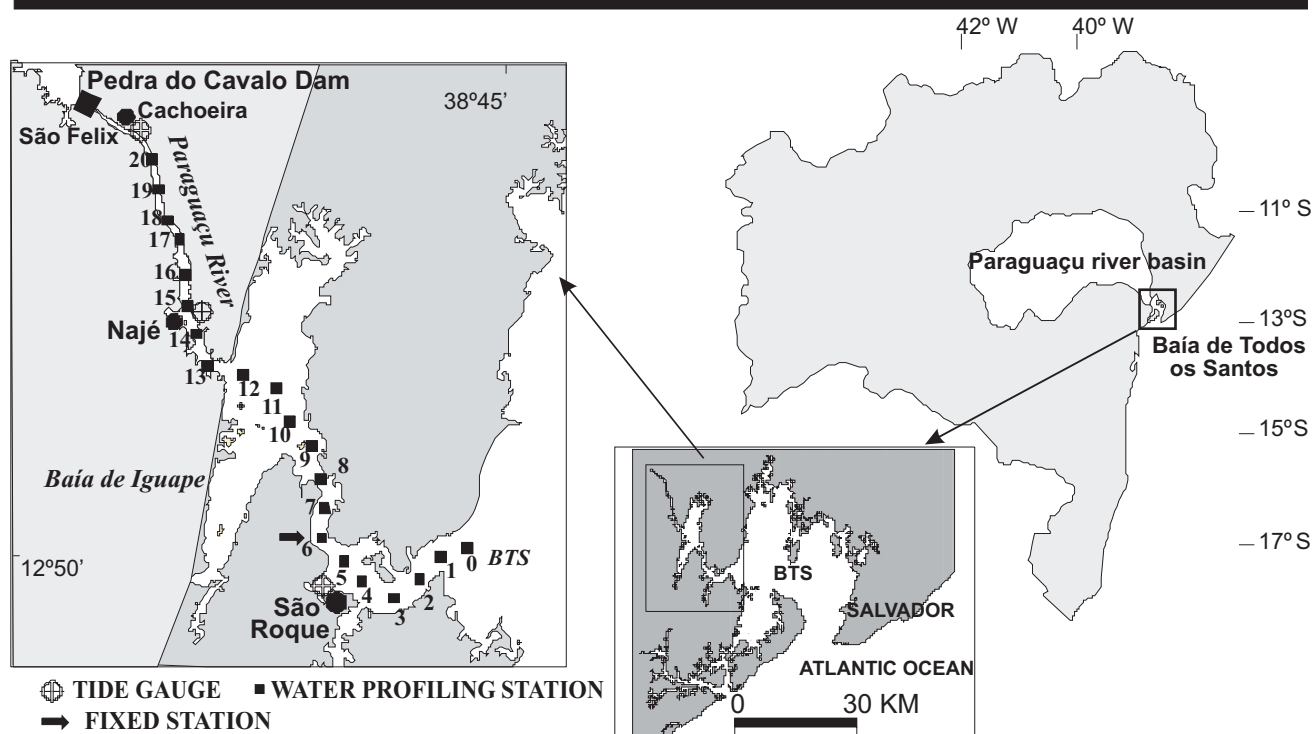 42º W
40º W
Pedra do Cavalo Dam
38º45’
Cachoeira
São Felix
Paraguaçu River
20
19
18
17
16
15
Najé
14
13
12
11
10
9
8
Baía de Iguape
7
6
5
4
3
2
1
0
BTS
12º50’
São
Roque
TIDE GAUGE
WATER PROFILING STATION
FIXED STATION
11º S
Paraguaçu river basin
13ºS
Baía de Todos
os Santos
15ºS
17ºS
BTS
SALVADOR
ATLANTIC OCEAN
0
30 KM